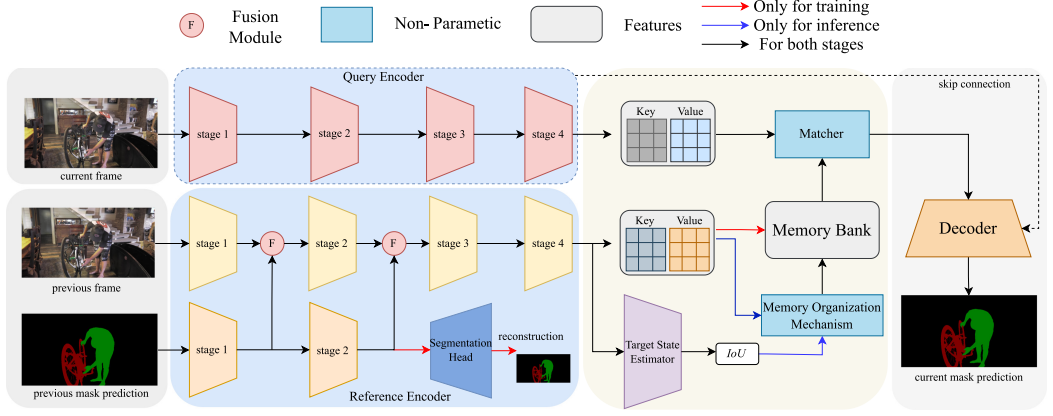 F
Fusion
Module
Non- Parametic
Features
Only for training
Only for inference
For both stages
Query Encoder
skip connection
current frame
stage 1
stage 2
stage 3
stage 4
Key Value
Matcher
previous frame
stage 1
F
stage 2
F
stage 3
stage 4
Key Value
Memory Bank
Decoder
previous mask prediction
stage 1
stage 2
Segmentation
Head
reconstruction
Reference Encoder
Target State
Estimator
IoU
Memory Organization
Mechanism
current mask prediction